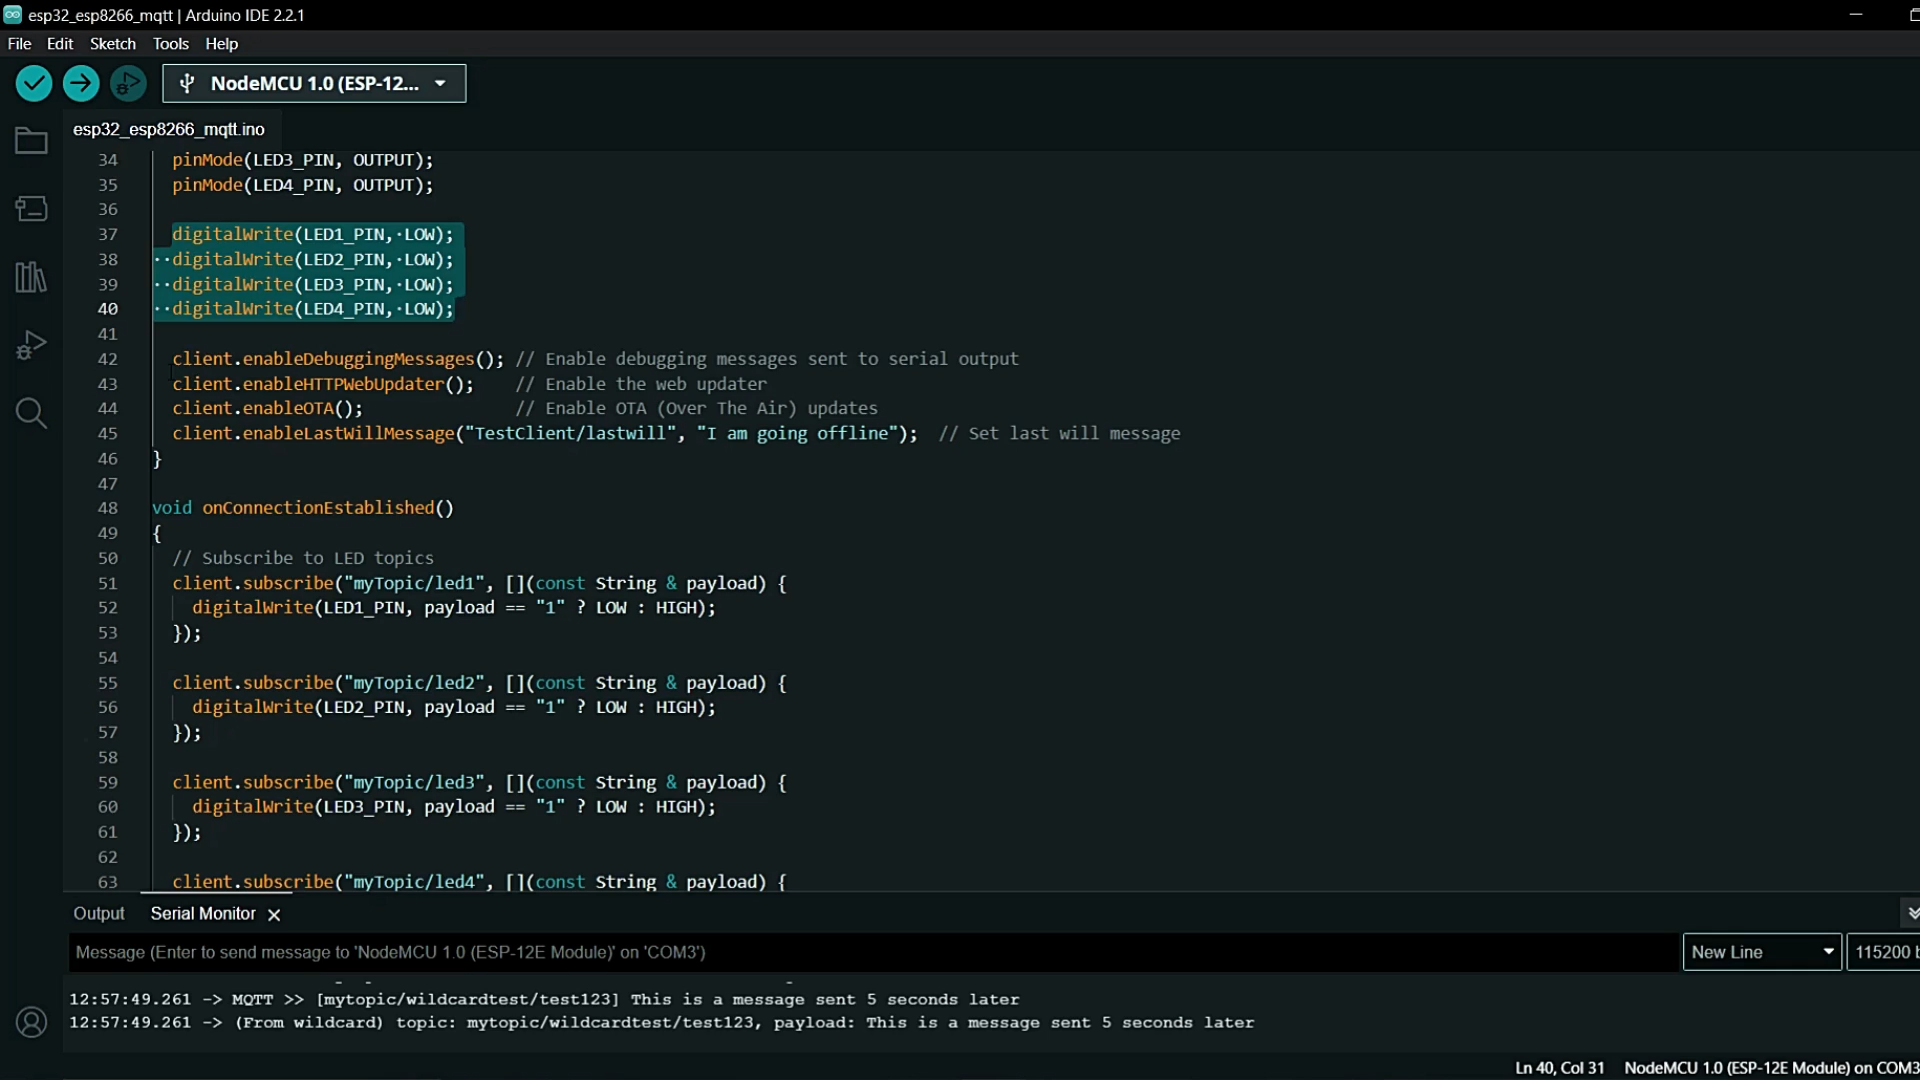 esp32_esp8266_mqtt | Arduino IDE 2.2.1
File Edit Sketch Tools Help
NodeMCU 1.0 (ESP-12...
esp32_esp8266_mqtt.ino
34 pinMode(LED3_PIN, OUTPUT);
35 pinMode(LED4_PIN, OUTPUT);
36
37 digitalWrite(LED1_PIN,·LOW);
38 ··digitalWrite(LED2_PIN,·LOW);
39 ··digitalWrite(LED3_PIN,·LOW);
40 ··digitalWrite(LED4_PIN,·LOW);
41
42 client.enableDebuggingMessages(); // Enable debugging messages sent to serial output
43 client.enableHTTPWebUpdater(); // Enable the web updater
44 client.enableOTA(); // Enable OTA (Over The Air) updates
45 client.enableLastWillMessage("TestClient/lastwill", "I am going offline"); // Set last will message
46 }
47
48 void onConnectionEstablished()
49 {
50 // Subscribe to LED topics
51 client.subscribe("myTopic/led1", [](const String & payload) {
52 digitalWrite(LED1_PIN, payload == "1" ? LOW : HIGH);
53 });
54
55 client.subscribe("myTopic/led2", [](const String & payload) {
56 digitalWrite(LED2_PIN, payload == "1" ? LOW : HIGH);
57 });
58
59 client.subscribe("myTopic/led3", [](const String & payload) {
60 digitalWrite(LED3_PIN, payload == "1" ? LOW : HIGH);
61 });
62
63 client.subscribe("myTopic/led4", [](const String & payload) {
Output Serial Monitor
Message (Enter to send message to 'NodeMCU 1.0 (ESP-12E Module)' on 'COM3')
New Line 115200 b
12:57:49.261 -> MQTT >> [mytopic/wildcardtest/test123] This is a message sent 5 seconds later
12:57:49.261 -> (From wildcard) topic: mytopic/wildcardtest/test123, payload: This is a message sent 5 seconds later
Ln 40, Col 31 NodeMCU 1.0 (ESP-12E Module) on COM3